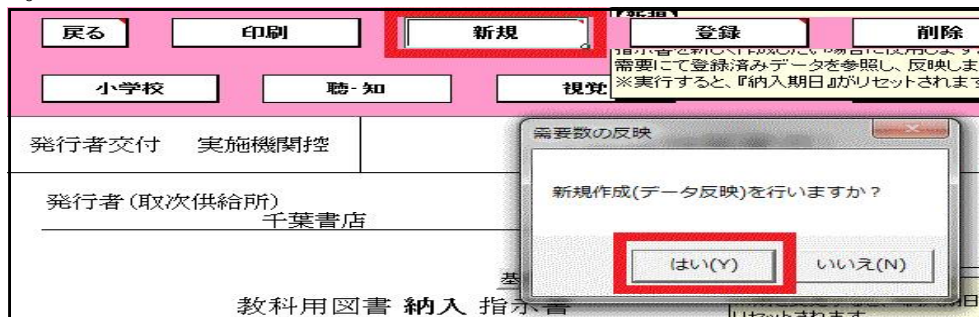 戻る 印刷 新規 登録 削除
【新規】
指示書を新しく作成したい場合に使用します
需要にて登録済みデータを参照し、反映しま
※実行すると、『納入期日』がリセットされます
小学校 聴・知 視覚
発行者交付 実施機関控
需要数の反映
新規作成(データ反映)を行いますか？
はい(Y) いいえ(N)
発行者(取次供給所)
千葉書店
基
教科用図書 納入 指示書
リセットされます